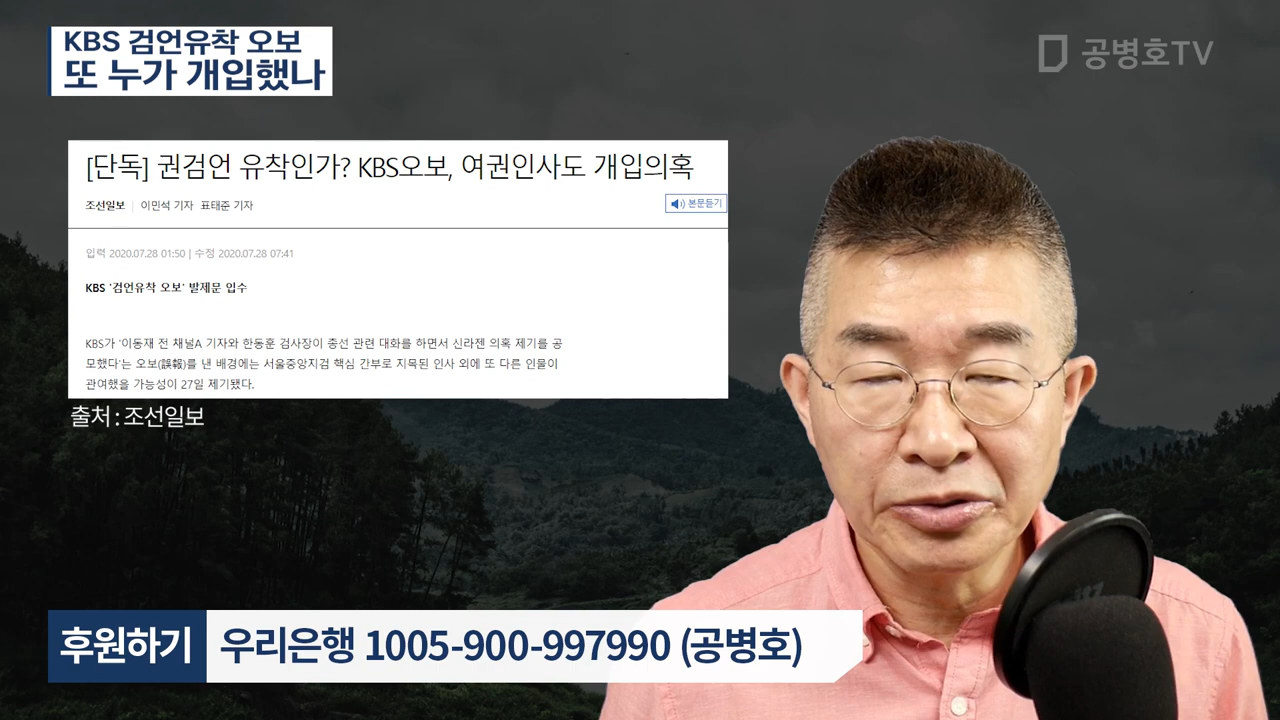 KBS 검언유착 오보
또 누가 개입했나
공병호TV
[단독] 권검언 유착인가? KBS오보, 여권인사도 개입의혹
조선일보 | 이민석 기자 표태준 기자
본문듣기
입력 2020.07.28 01:50 | 수정 2020.07.28 07:41
KBS '검언유착 오보' 발제문 입수
KBS가 '이동재 전 채널A 기자와 한동훈 검사장이 총선 관련 대화를 하면서 신라젠 의혹 제기를 공
모했다'는 오보(誤報)를 낸 배경에는 서울중앙지검 핵심 간부로 지목된 인사 외에 또 다른 인물이
관여했을 가능성이 27일 제기됐다.
출처 : 조선일보
후원하기 우리은행 1005-900-997990 (공병호)